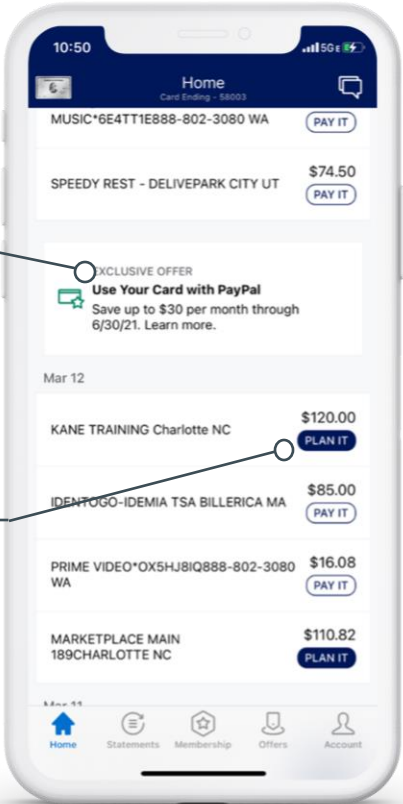 10:50
5G E
Home
Card Ending - 58003
MUSIC*6E4TT1E888-802-3080 WA
PAY IT
$74.50
SPEEDY REST - DELIVEPARK CITY UT
PAY IT
EXCLUSIVE OFFER
Use Your Card with PayPal
Save up to $30 per month through
6/30/21. Learn more.
Mar 12
$120.00
KANE TRAINING Charlotte NC
PLAN IT
$85.00
IDENTOGO-IDEMIA TSA BILLERICA MA
PAY IT
PRIME VIDEO*OX5HJ8IQ888-802-3080 $16.08
WA
PAY IT
MARKETPLACE MAIN
$110.82
189CHARLOTTE NC
PLAN IT
Mar 11
Home Statements Membership Offers Account